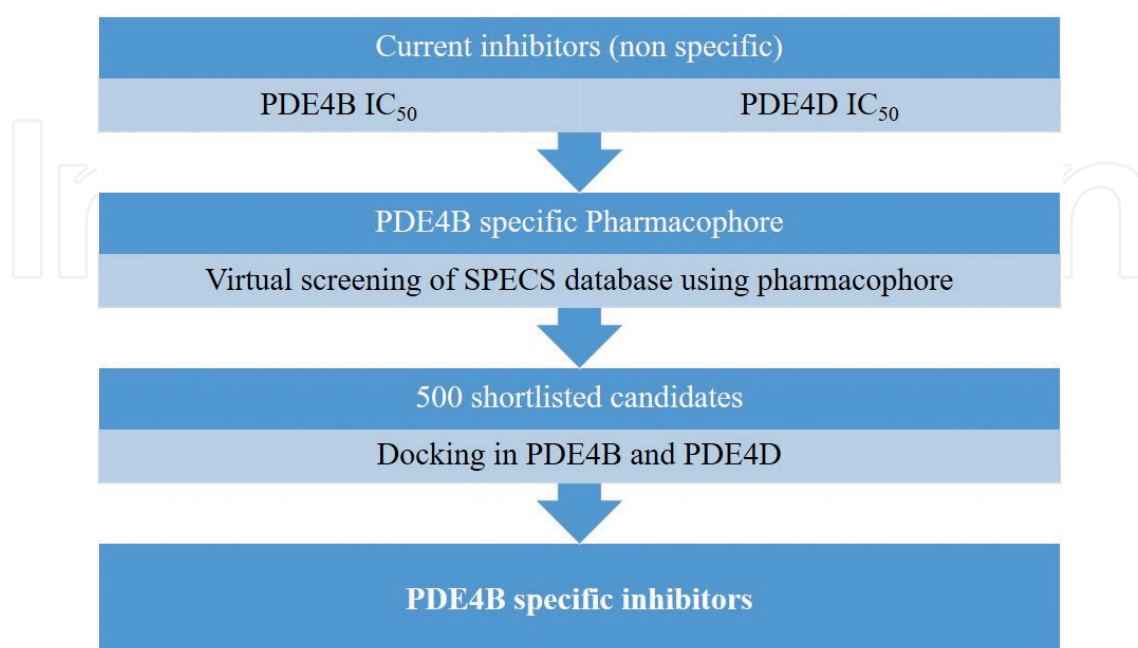 Current inhibitors (non specific)
PDE4B IC₅₀ PDE4D IC₅₀
PDE4B specific Pharmacophore
Virtual screening of SPECS database using pharmacophore
500 shortlisted candidates
Docking in PDE4B and PDE4D
PDE4B specific inhibitors